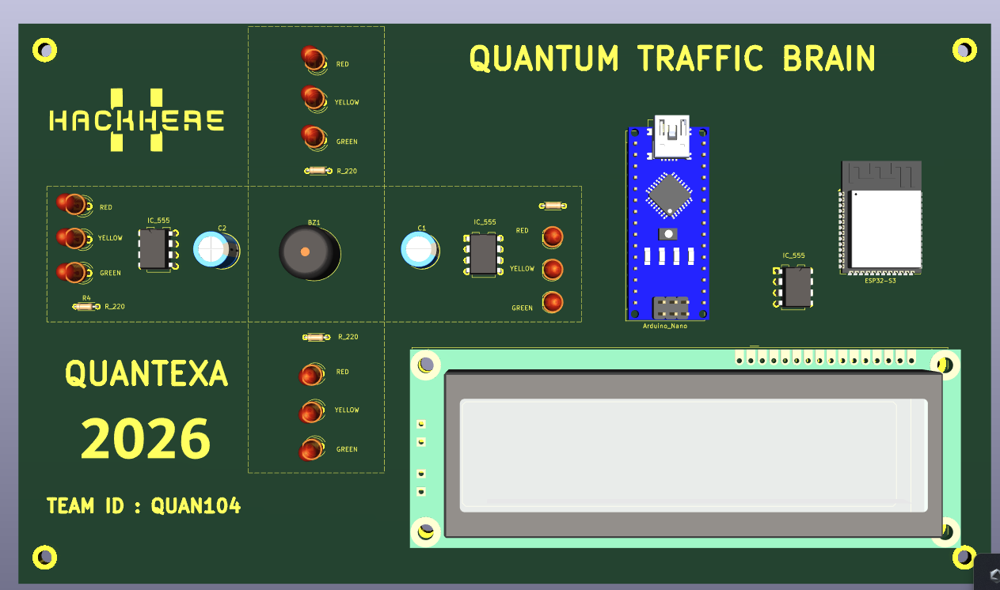 QUANTUM TRAFFIC BRAIN
HACKHERE
RED
YELLOW
GREEN
R_220
RED
YELLOW
GREEN
R4
R_220
IC_555
C2
BZ1
C1
IC_555
RED
YELLOW
GREEN
Arduino_Nano
IC_555
ESP32-S3
R_220
RED
YELLOW
GREEN
QUANTEXA
2026
TEAM ID : QUAN104